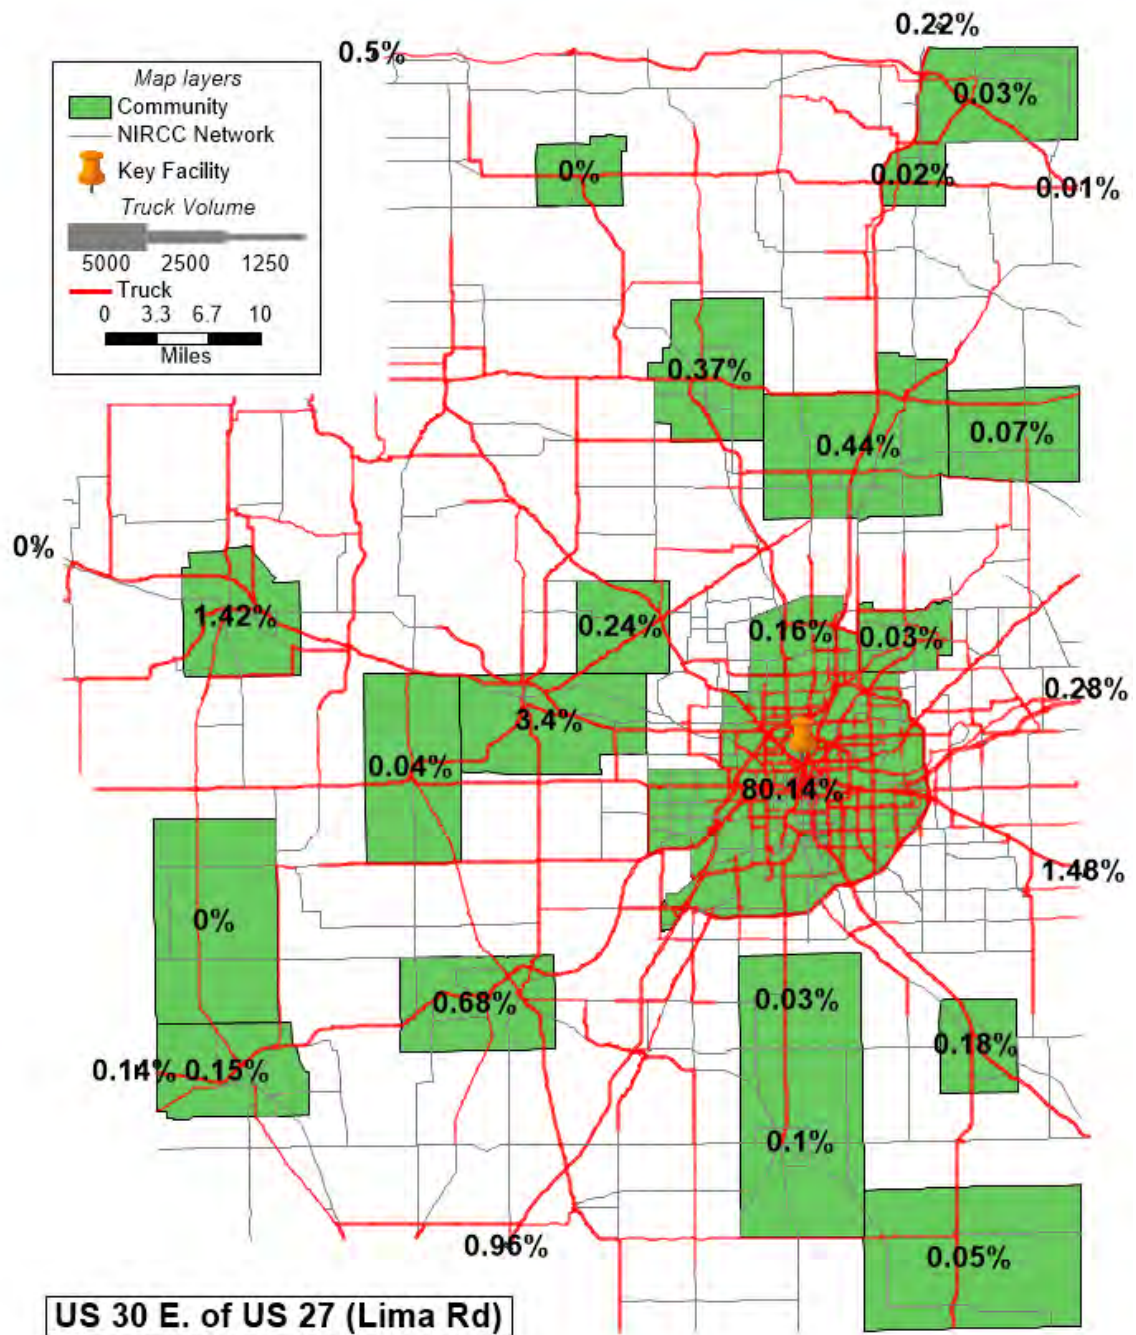 0.22%
0.5%
Map layers
Community
NIRCC Network
Key Facility
Truck Volume
5000 2500 1250
Truck
0 3.3 6.7 10
Miles
0.03%
0%
0.02%
0.01%
0.37%
0.44%
0.07%
0%
1.42%
0.24%
0.16%
0.03%
0.28%
3.4%
0.04%
80.14%
1.48%
0%
0.68%
0.03%
0.18%
0.14% 0.15%
0.1%
0.96%
0.05%
US 30 E. of US 27 (Lima Rd)